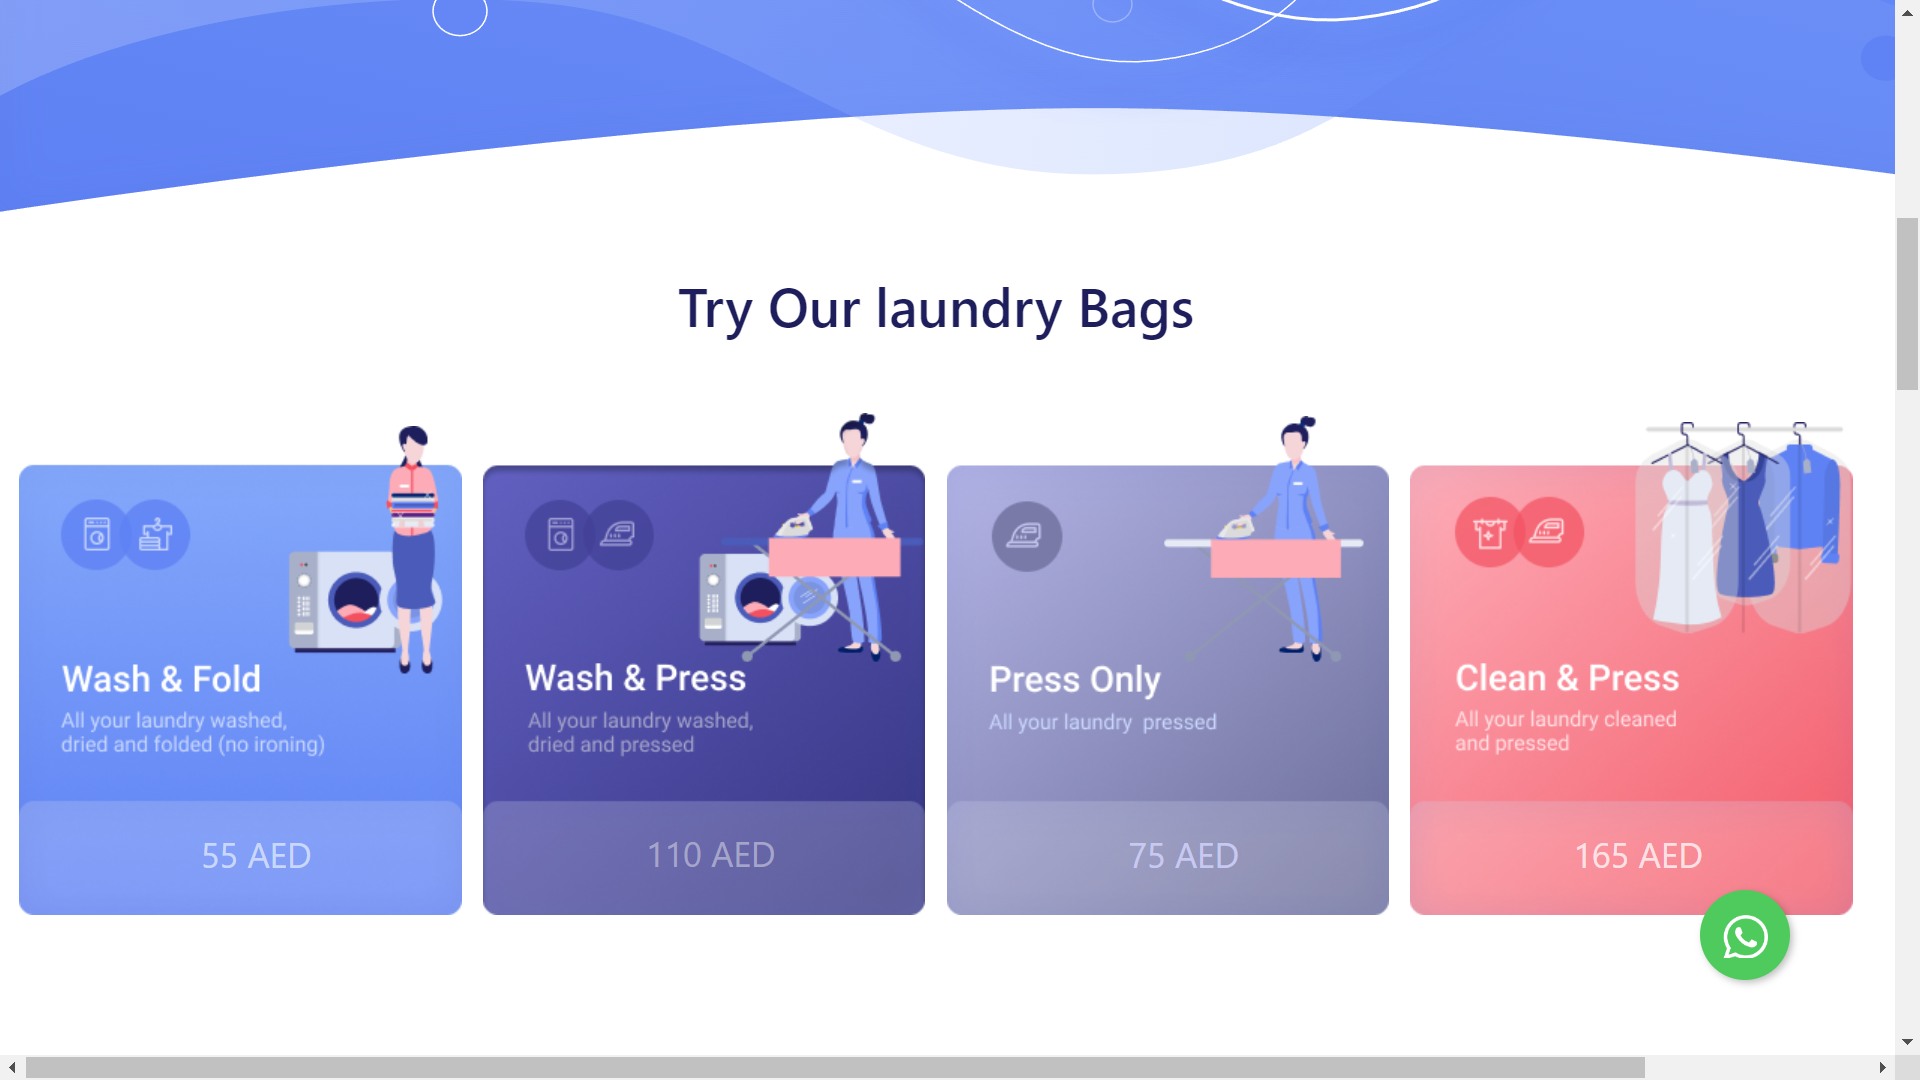 Try Our laundry Bags
Wash & Fold
All your laundry washed,
dried and folded (no ironing)
55 AED
Wash & Press
All your laundry washed,
dried and pressed
110 AED
Press Only
All your laundry pressed
75 AED
Clean & Press
All your laundry cleaned
and pressed
165 AED